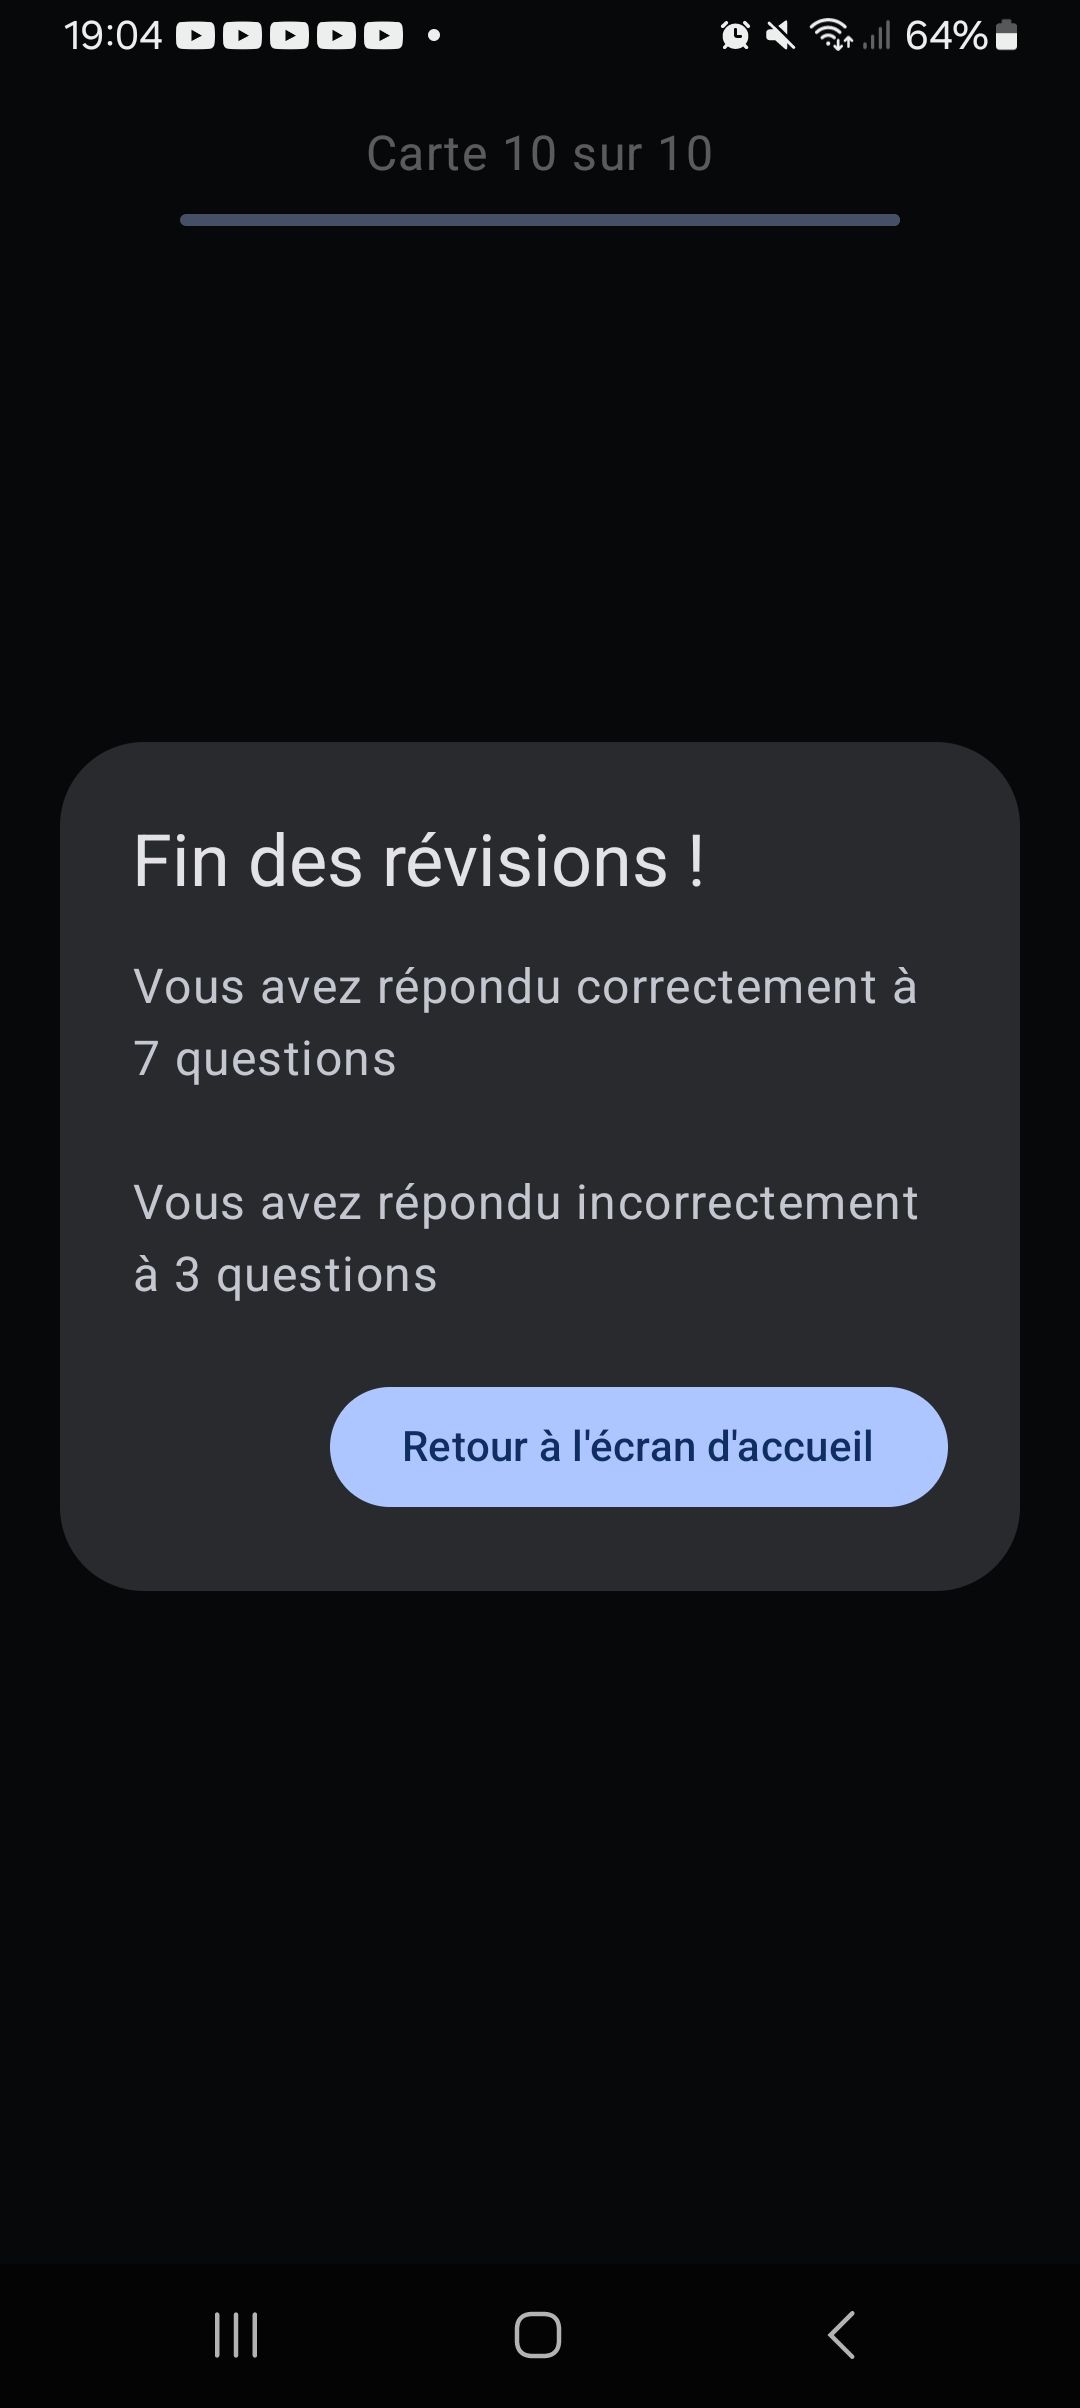 19:04
64%
Carte 10 sur 10
Fin des révisions !
Vous avez répondu correctement à
7 questions
Vous avez répondu incorrectement
à 3 questions
Retour à l'écran d'accueil